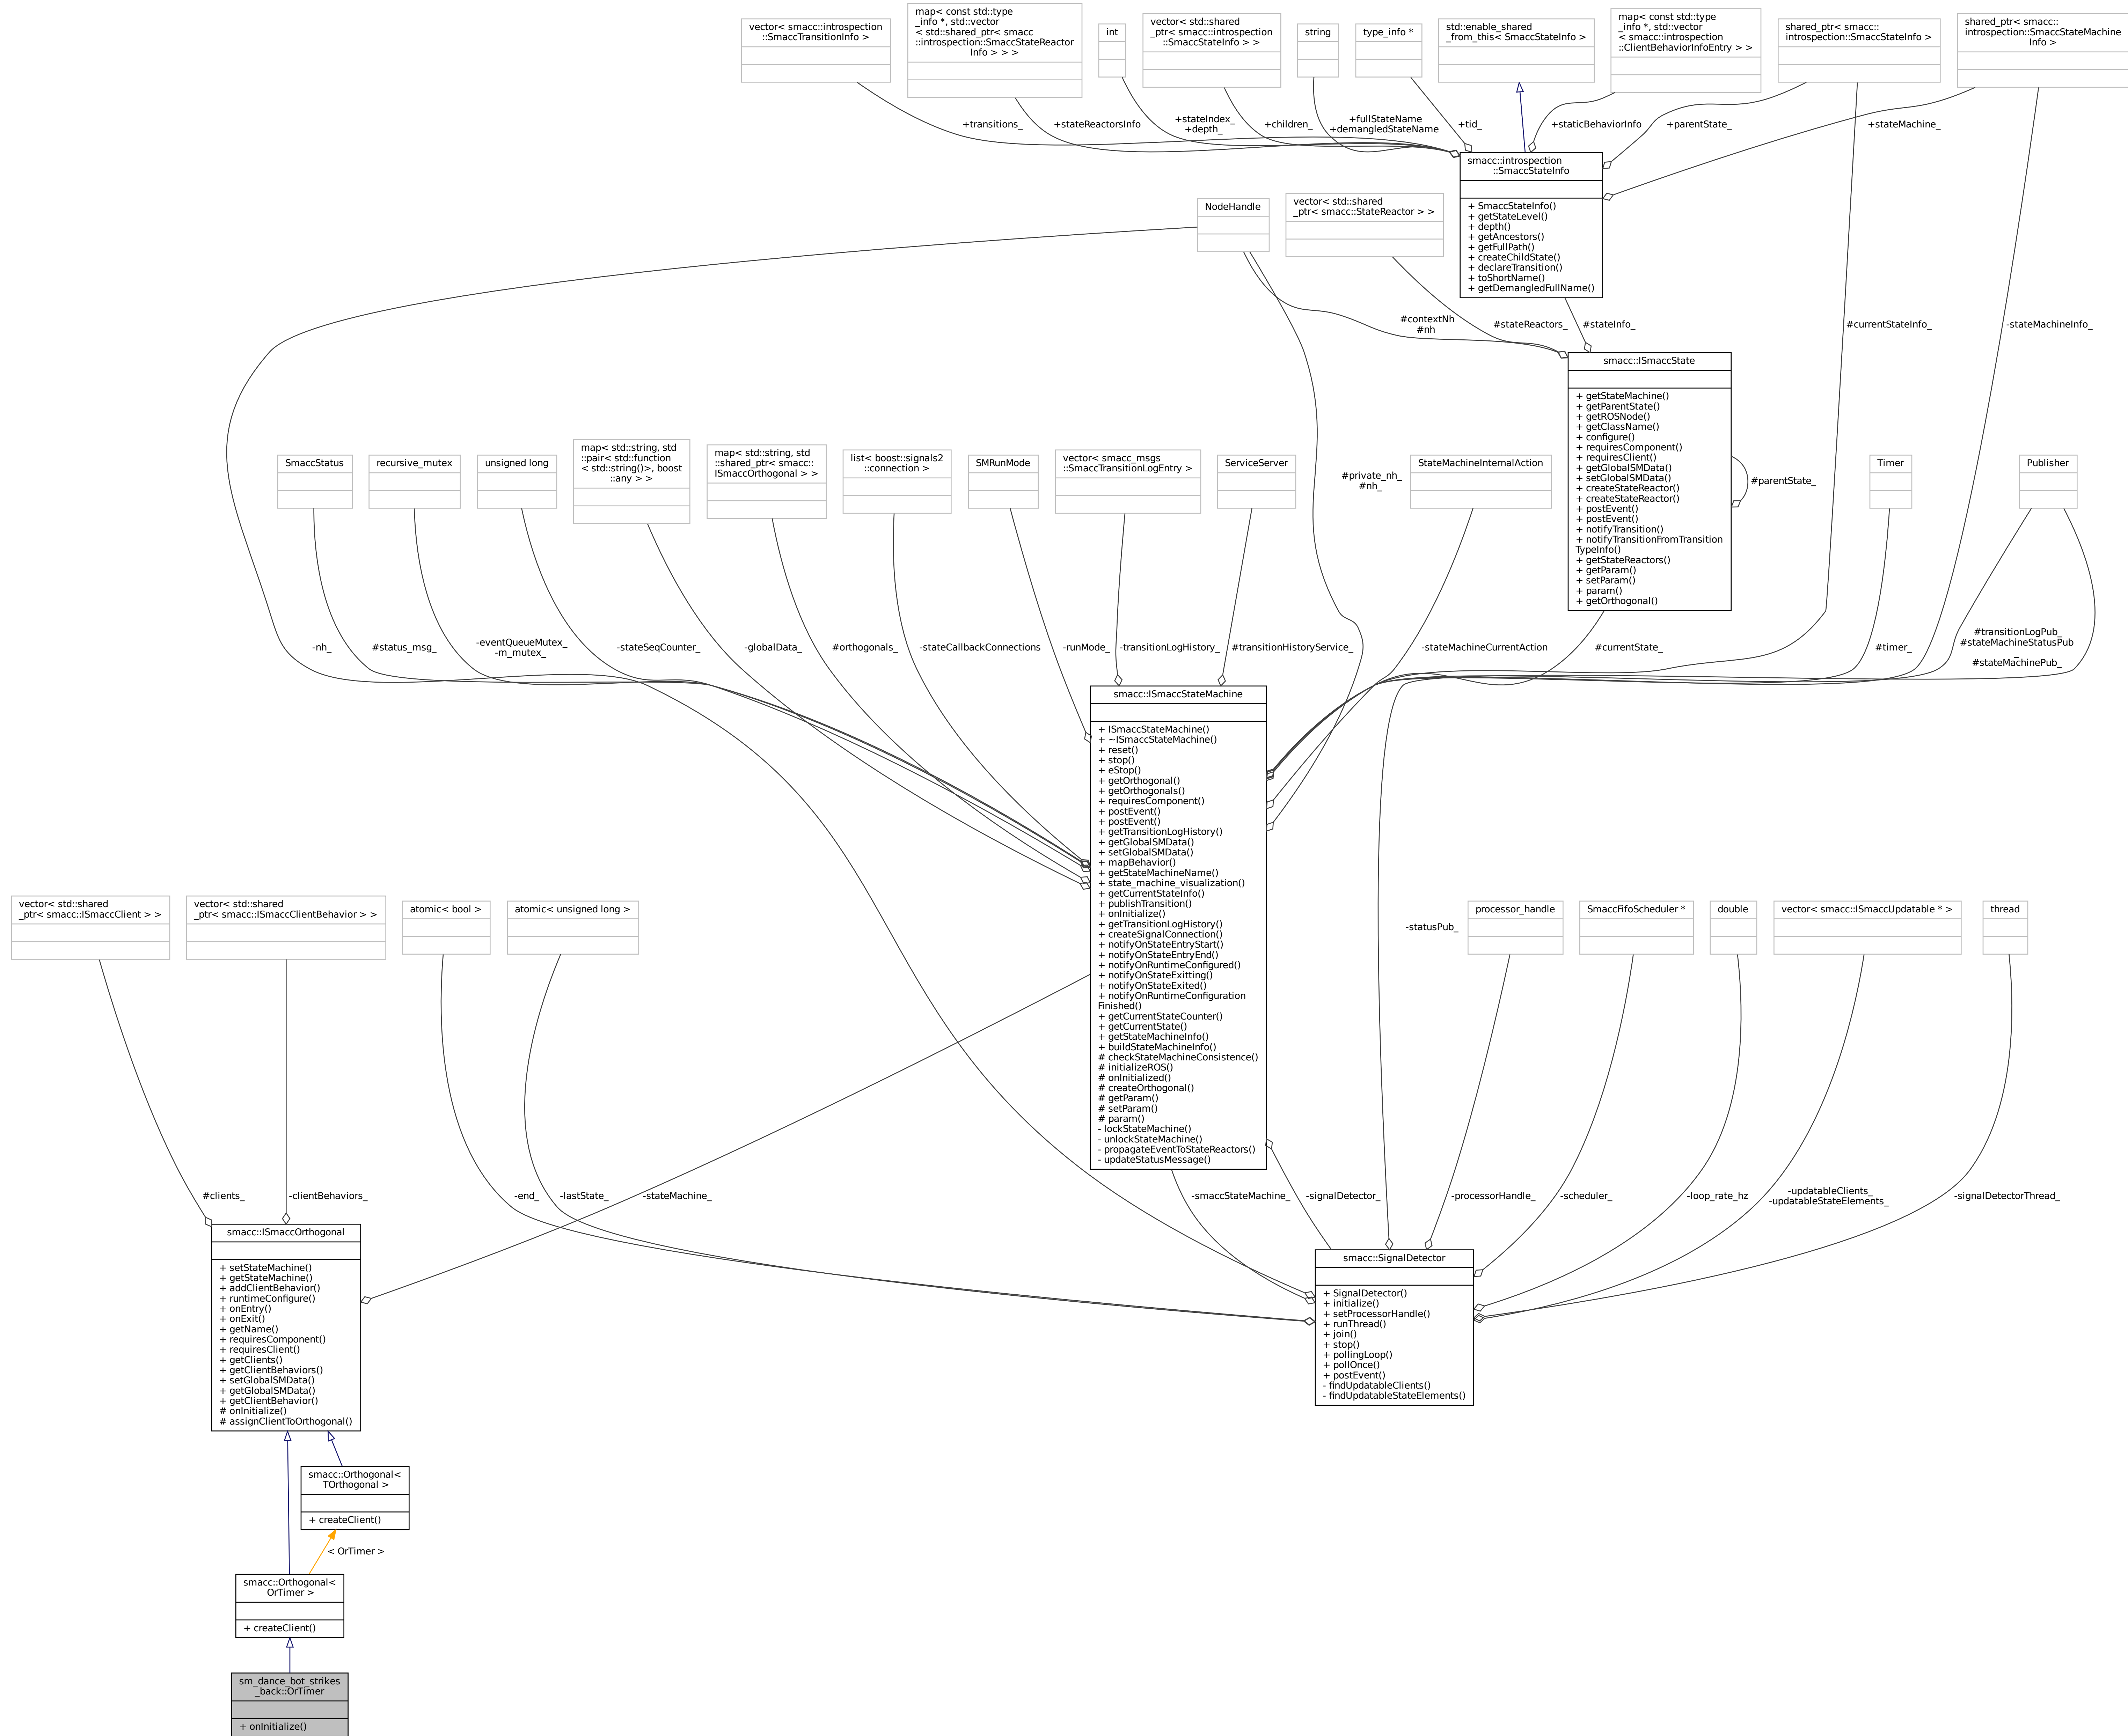 vector< smacc::introspection
::SmaccTransitionInfo >
map< const std::type
_info *, std::vector
< std::shared_ptr< smacc
::introspection::SmaccStateReactor
Info > > >
int
vector< std::shared
_ptr< smacc::introspection
::SmaccStateInfo > >
string
type_info *
std::enable_shared
_from_this< SmaccStateInfo >
map< const std::type
_info *, std::vector
< smacc::introspection
::ClientBehaviorInfoEntry > >
shared_ptr< smacc::
introspection::SmaccStateInfo >
shared_ptr< smacc::
introspection::SmaccStateMachine
Info >
+transitions_
+stateReactorsInfo
+stateIndex_
+depth_
+children_
+fullStateName
+demangledStateName
+tid_
+staticBehaviorInfo
+parentState_
+stateMachine_
smacc::introspection
::SmaccStateInfo
+ SmaccStateInfo()
+ getStateLevel()
+ depth()
+ getAncestors()
+ getFullPath()
+ createChildState()
+ declareTransition()
+ toShortName()
+ getDemangledFullName()
NodeHandle
vector< std::shared
_ptr< smacc::StateReactor > >
#contextNh
#nh
#stateReactors_
#stateInfo_
#currentStateInfo_
-stateMachineInfo_
smacc::ISmaccState
+ getStateMachine()
+ getParentState()
+ getROSNode()
+ getClassName()
+ configure()
+ requiresComponent()
+ requiresClient()
+ getGlobalSMData()
+ setGlobalSMData()
+ createStateReactor()
+ createStateReactor()
+ postEvent()
+ postEvent()
+ notifyTransition()
+ notifyTransitionFromTransition
TypeInfo()
+ getStateReactors()
+ getParam()
+ setParam()
+ param()
+ getOrthogonal()
#parentState_
SmaccStatus
recursive_mutex
unsigned long
map< std::string, std
::pair< std::function
< std::string()>, boost
::any > >
map< std::string, std
::shared_ptr< smacc::
ISmaccOrthogonal > >
list< boost::signals2
::connection >
SMRunMode
vector< smacc_msgs
::SmaccTransitionLogEntry >
ServiceServer
#private_nh_
#nh_
StateMachineInternalAction
Timer
Publisher
-nh_
#status_msg_
-eventQueueMutex_
-m_mutex_
-stateSeqCounter_
-globalData_
#orthogonals_
-stateCallbackConnections
-runMode_
-transitionLogHistory_
#transitionHistoryService_
-stateMachineCurrentAction
#currentState_
#timer_
#transitionLogPub_
#stateMachineStatusPub
_
#stateMachinePub_
smacc::ISmaccStateMachine
+ ISmaccStateMachine()
+ ~ISmaccStateMachine()
+ reset()
+ stop()
+ eStop()
+ getOrthogonal()
+ getOrthogonals()
+ requiresComponent()
+ postEvent()
+ postEvent()
+ getTransitionLogHistory()
+ getGlobalSMData()
+ setGlobalSMData()
+ mapBehavior()
+ getStateMachineName()
+ state_machine_visualization()
+ getCurrentStateInfo()
+ publishTransition()
+ onInitialize()
+ getTransitionLogHistory()
+ createSignalConnection()
+ notifyOnStateEntryStart()
+ notifyOnStateEntryEnd()
+ notifyOnRuntimeConfigured()
+ notifyOnStateExitting()
+ notifyOnStateExited()
+ notifyOnRuntimeConfiguration
Finished()
+ getCurrentStateCounter()
+ getCurrentState()
+ getStateMachineInfo()
+ buildStateMachineInfo()
# checkStateMachineConsistence()
# initializeROS()
# onInitialized()
# createOrthogonal()
# getParam()
# setParam()
# param()
- lockStateMachine()
- unlockStateMachine()
- propagateEventToStateReactors()
- updateStatusMessage()
vector< std::shared
_ptr< smacc::ISmaccClient > >
vector< std::shared
_ptr< smacc::ISmaccClientBehavior > >
atomic< bool >
atomic< unsigned long >
-statusPub_
processor_handle
SmaccFifoScheduler *
double
vector< smacc::ISmaccUpdatable * >
thread
#clients_
-clientBehaviors_
-end_
-lastState_
-stateMachine_
-smaccStateMachine_
-signalDetector_
-processorHandle_
-scheduler_
-loop_rate_hz
-updatableClients_
-updatableStateElements_
-signalDetectorThread_
smacc::ISmaccOrthogonal
+ setStateMachine()
+ getStateMachine()
+ addClientBehavior()
+ runtimeConfigure()
+ onEntry()
+ onExit()
+ getName()
+ requiresComponent()
+ requiresClient()
+ getClients()
+ getClientBehaviors()
+ setGlobalSMData()
+ getGlobalSMData()
+ getClientBehavior()
# onInitialize()
# assignClientToOrthogonal()
smacc::SignalDetector
+ SignalDetector()
+ initialize()
+ setProcessorHandle()
+ runThread()
+ join()
+ stop()
+ pollingLoop()
+ pollOnce()
+ postEvent()
- findUpdatableClients()
- findUpdatableStateElements()
smacc::Orthogonal<
TOrthogonal >
+ createClient()
< OrTimer >
smacc::Orthogonal<
OrTimer >
+ createClient()
sm_dance_bot_strikes
_back::OrTimer
+ onInitialize()